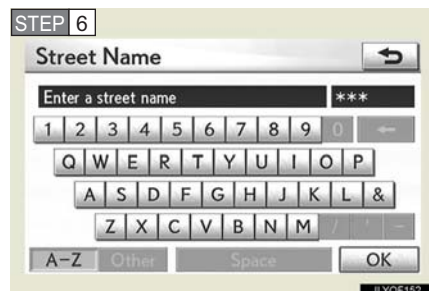 STEP 6
Street Name
Enter a street name ***
1 2 3 4 5 6 7 8 9 0 ←
Q W E R T Y U I O P
A S D F G H J K L &
Z X C V B N M / ' -
A-Z Other Space OK